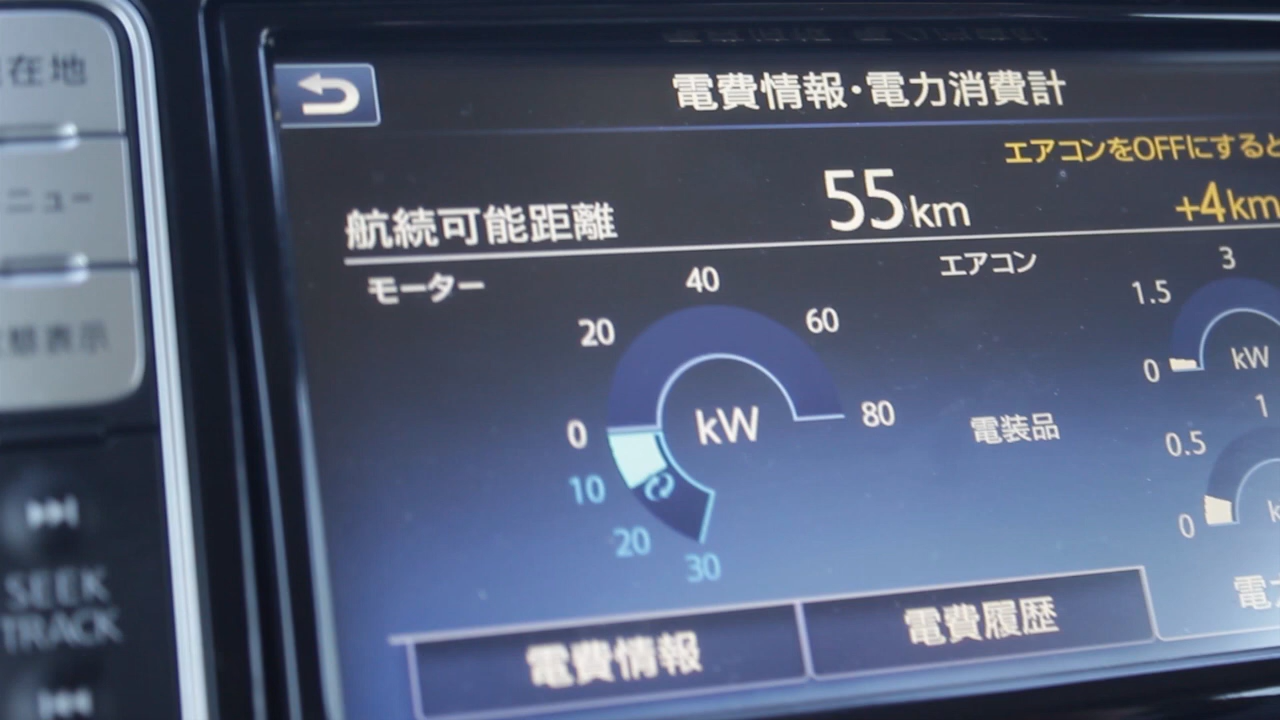 在地
ニュー
表示
SEEK
TRACK
電費情報・電力消費計
エアコンをOFFにすると
航続可能距離
55km
+4km
モーター
エアコン
40
20
60
0
80
kW
10
20
30
3
1.5
0
kW
電装品
1
0.5
0
k
電費情報
電費履歴
電